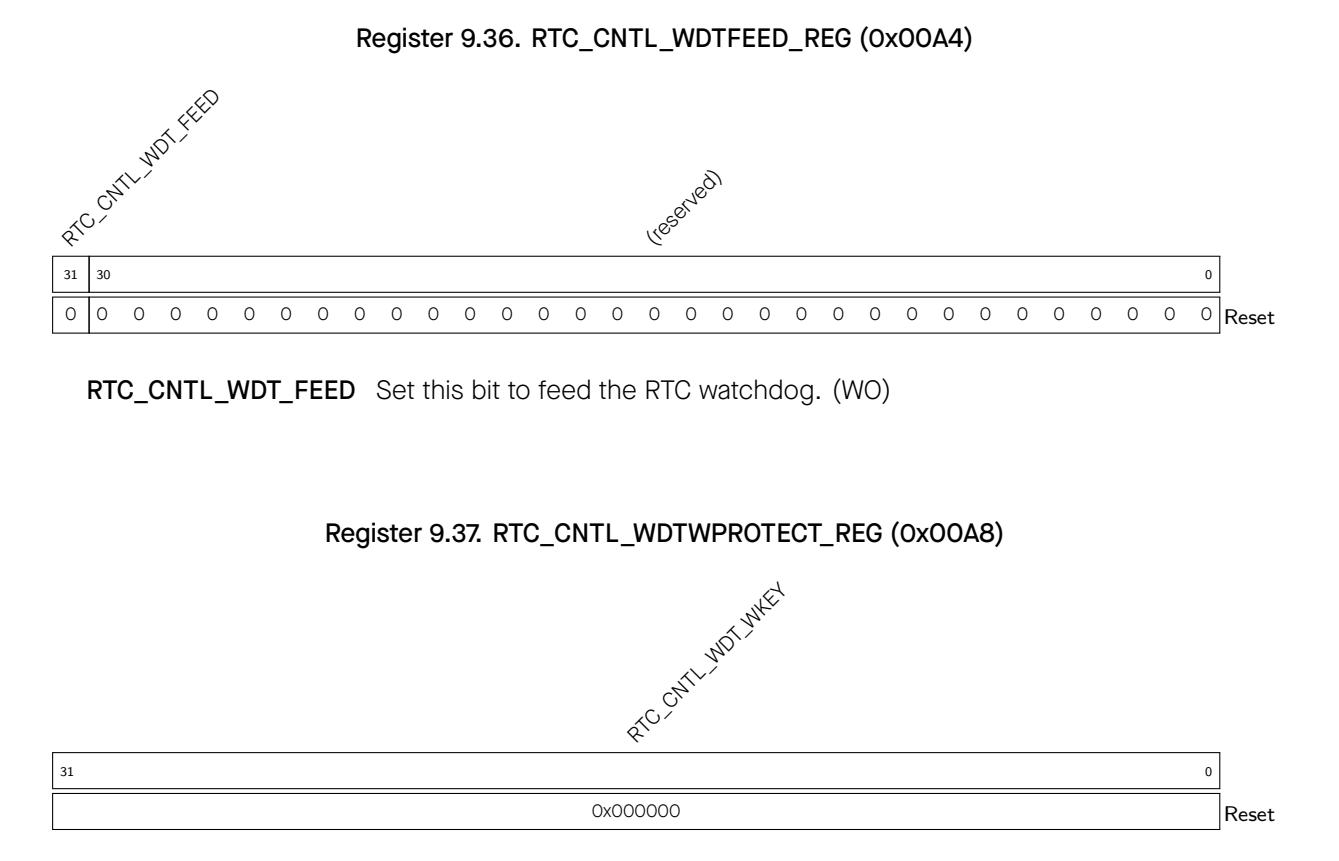 Register 9.36. RTC_CNTL_WDTFEED_REG (0x00A4)
RTC_CNTL_WDT_FEED
(reserved)
31 30 0
0 0 0 0 0 0 0 0 0 0 0 0 0 0 0 0 0 0 0 0 0 0 0 0 0 0 0 0 0 0 0 0 Reset
RTC_CNTL_WDT_FEED Set this bit to feed the RTC watchdog. (WO)
Register 9.37. RTC_CNTL_WDTWPROTECT_REG (0x00A8)
RTC_CNTL_WDT_WKEY
31 0
0x000000 Reset